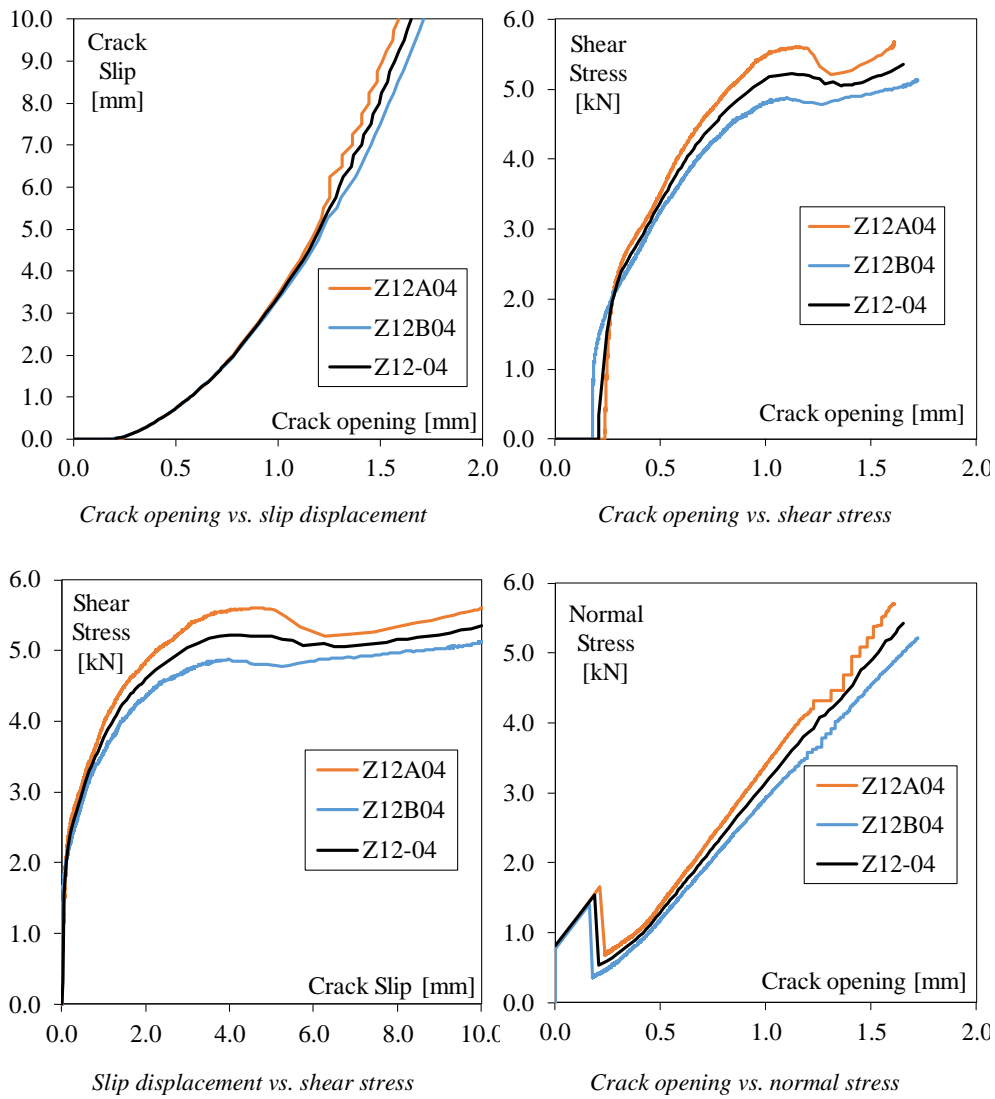 10.0
9.0
8.0
7.0
6.0
5.0
4.0
3.0
2.0
1.0
0.0
Crack
Slip
[mm]
Z12A04
Z12B04
Z12-04
Crack opening [mm]
0.0 0.5 1.0 1.5 2.0
Crack opening vs. slip displacement
6.0
5.0
4.0
3.0
2.0
1.0
0.0
Shear
Stress
[kN]
Z12A04
Z12B04
Z12-04
Crack opening [mm]
0.0 0.5 1.0 1.5 2.0
Crack opening vs. shear stress
6.0
5.0
4.0
3.0
2.0
1.0
0.0
Shear
Stress
[kN]
Z12A04
Z12B04
Z12-04
Crack Slip [mm]
0.0 2.0 4.0 6.0 8.0 10.0
Slip displacement vs. shear stress
6.0
5.0
4.0
3.0
2.0
1.0
0.0
Normal
Stress
[kN]
Z12A04
Z12B04
Z12-04
Crack opening [mm]
0.0 0.5 1.0 1.5 2.0
Crack opening vs. normal stress